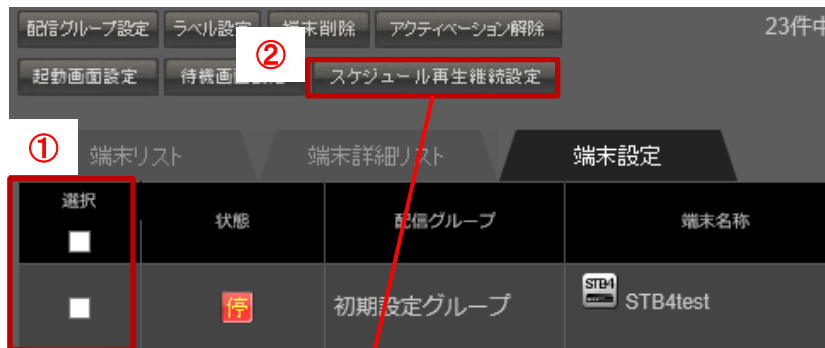 配信グループ設定 ラベル設定 端末削除 アクティベーション解除 23件中
②
起動画面設定 待機画 スケジュール再生継続設定
① 端末リスト 端末詳細リスト 端末設定
選択 状態 配信グループ 端末名称
停 初期設定グループ STB4 STB4test